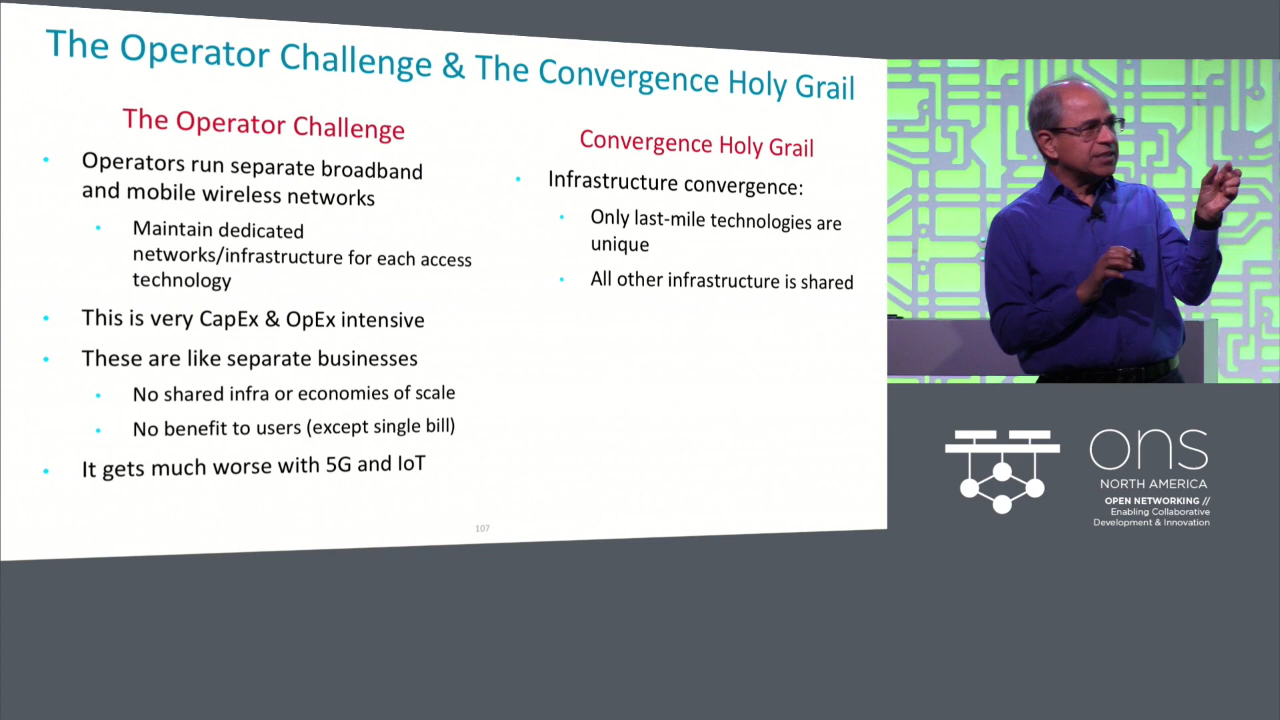 The Operator Challenge & The Convergence Holy Grail
The Operator Challenge
• Operators run separate broadband
and mobile wireless networks
• Maintain dedicated
networks/infrastructure for each access
technology
• This is very CapEx & OpEx intensive
• These are like separate businesses
• No shared infra or economies of scale
• No benefit to users (except single bill)
• It gets much worse with 5G and IoT
Convergence Holy Grail
• Infrastructure convergence:
• Only last-mile technologies are
unique
• All other infrastructure is shared
107
ons
NORTH AMERICA
OPEN NETWORKING //
Enabling Collaborative
Development & Innovation